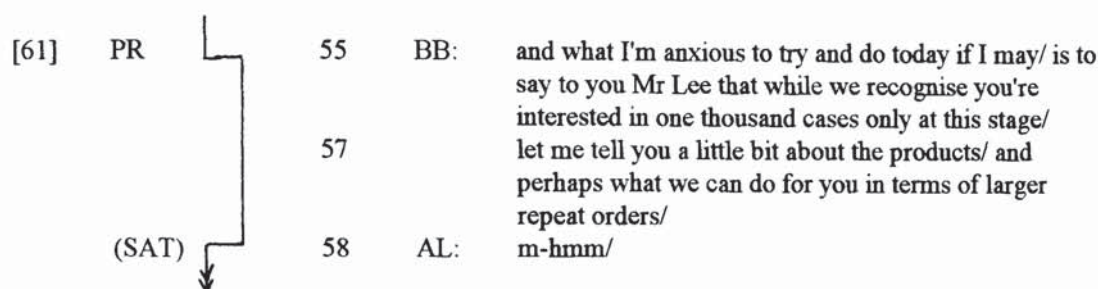 [61] PR 55 BB: and what I'm anxious to try and do today if I may/ is to
say to you Mr Lee that while we recognise you're
interested in one thousand cases only at this stage/
57 let me tell you a little bit about the products/ and
perhaps what we can do for you in terms of larger
repeat orders/
(SAT) 58 AL: m-hmm/